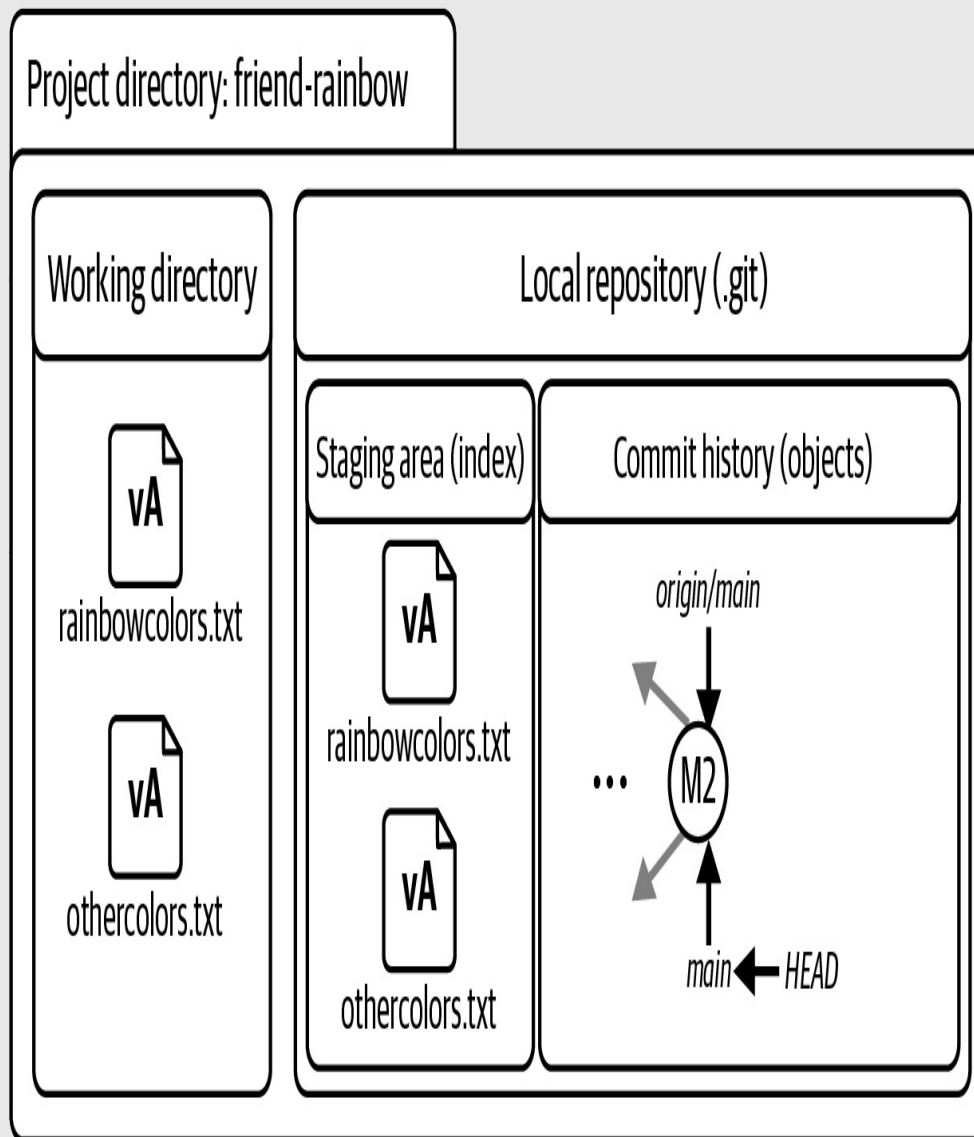 Project directory: friend-rainbow
Working directory
Local repository (.git)
Staging area (index)
Commit history (objects)
vA
rainbowcolors.txt
vA
othercolors.txt
vA
rainbowcolors.txt
vA
othercolors.txt
origin/main
...
M2
main
HEAD